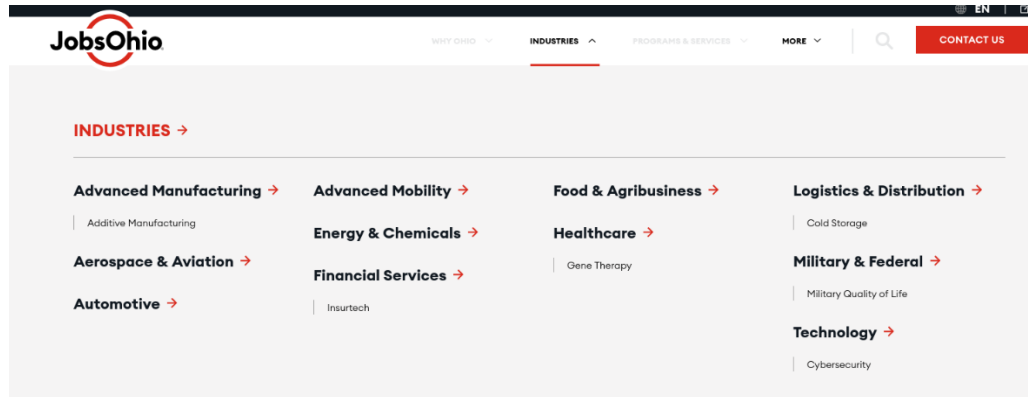 EN
JobsOhio
WHY OHIO
INDUSTRIES
PROGRAMS & SERVICES
MORE
CONTACT US
INDUSTRIES →
Advanced Manufacturing →
Additive Manufacturing
Aerospace & Aviation →
Automotive →
Advanced Mobility →
Energy & Chemicals →
Financial Services →
Insurtech
Food & Agribusiness →
Healthcare →
Gene Therapy
Logistics & Distribution →
Cold Storage
Military & Federal →
Military Quality of Life
Technology →
Cybersecurity